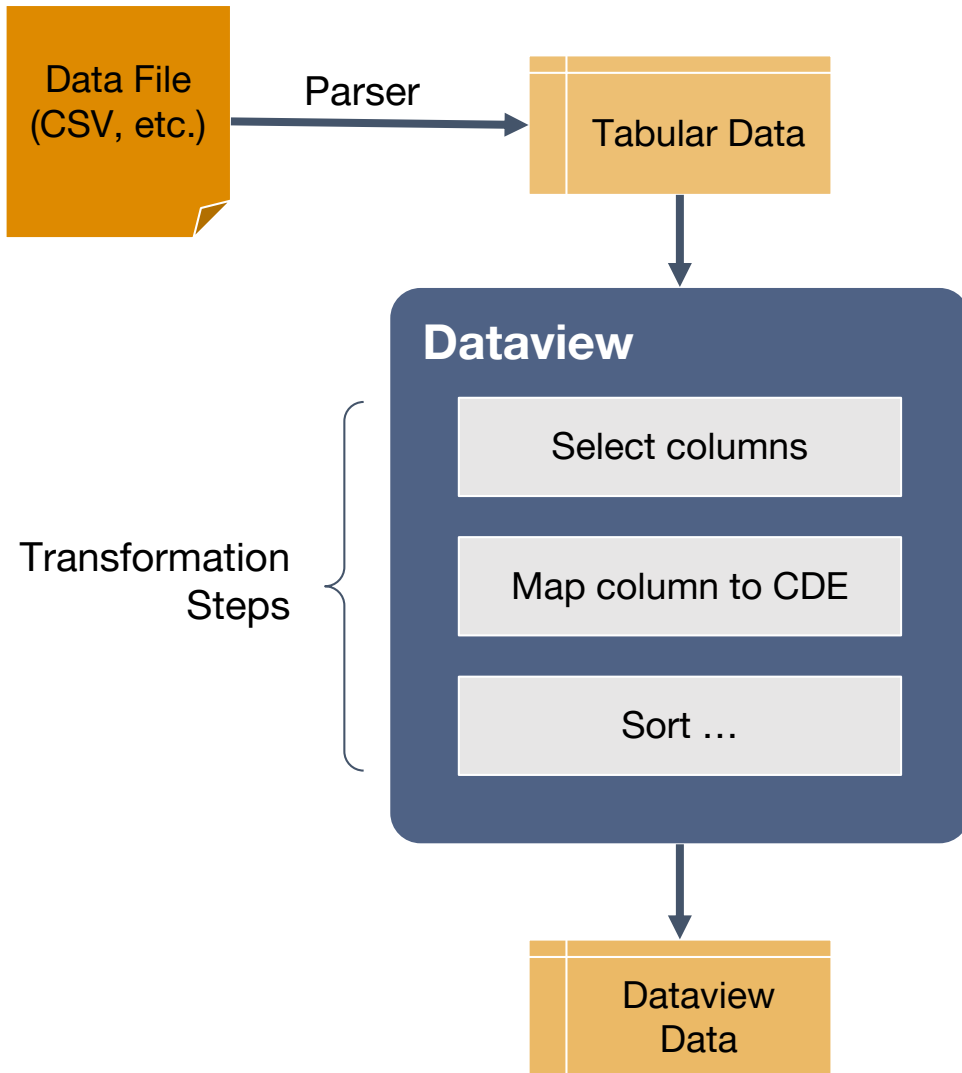 Data File
(CSV, etc.)
Parser
Tabular Data
Dataview
Select columns
Transformation
Steps
Map column to CDE
Sort …
Dataview
Data